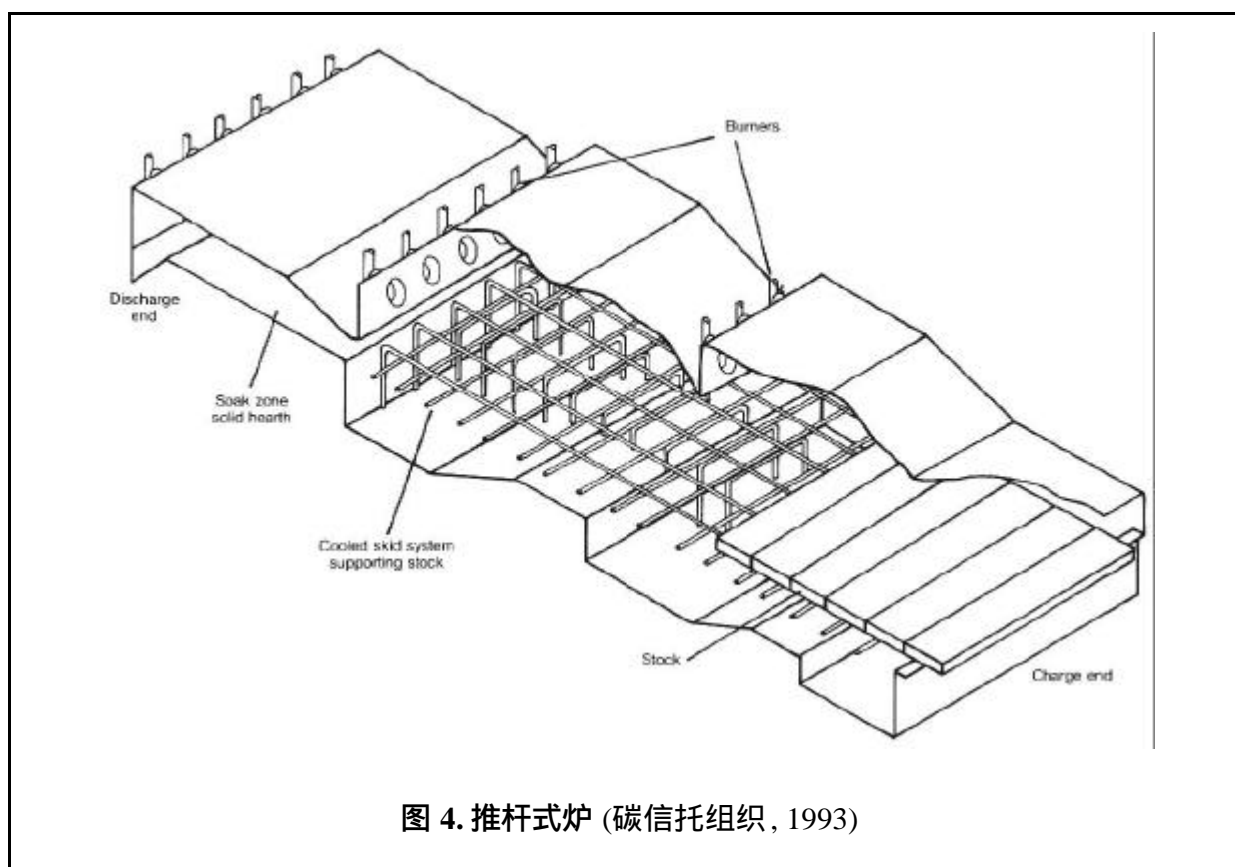 Burners
Discharge
end
Soak zone
solid hearth
Cooled skid system
supporting stock
Stock
Charge end
图 4. 推杆式炉 (碳信托组织, 1993)